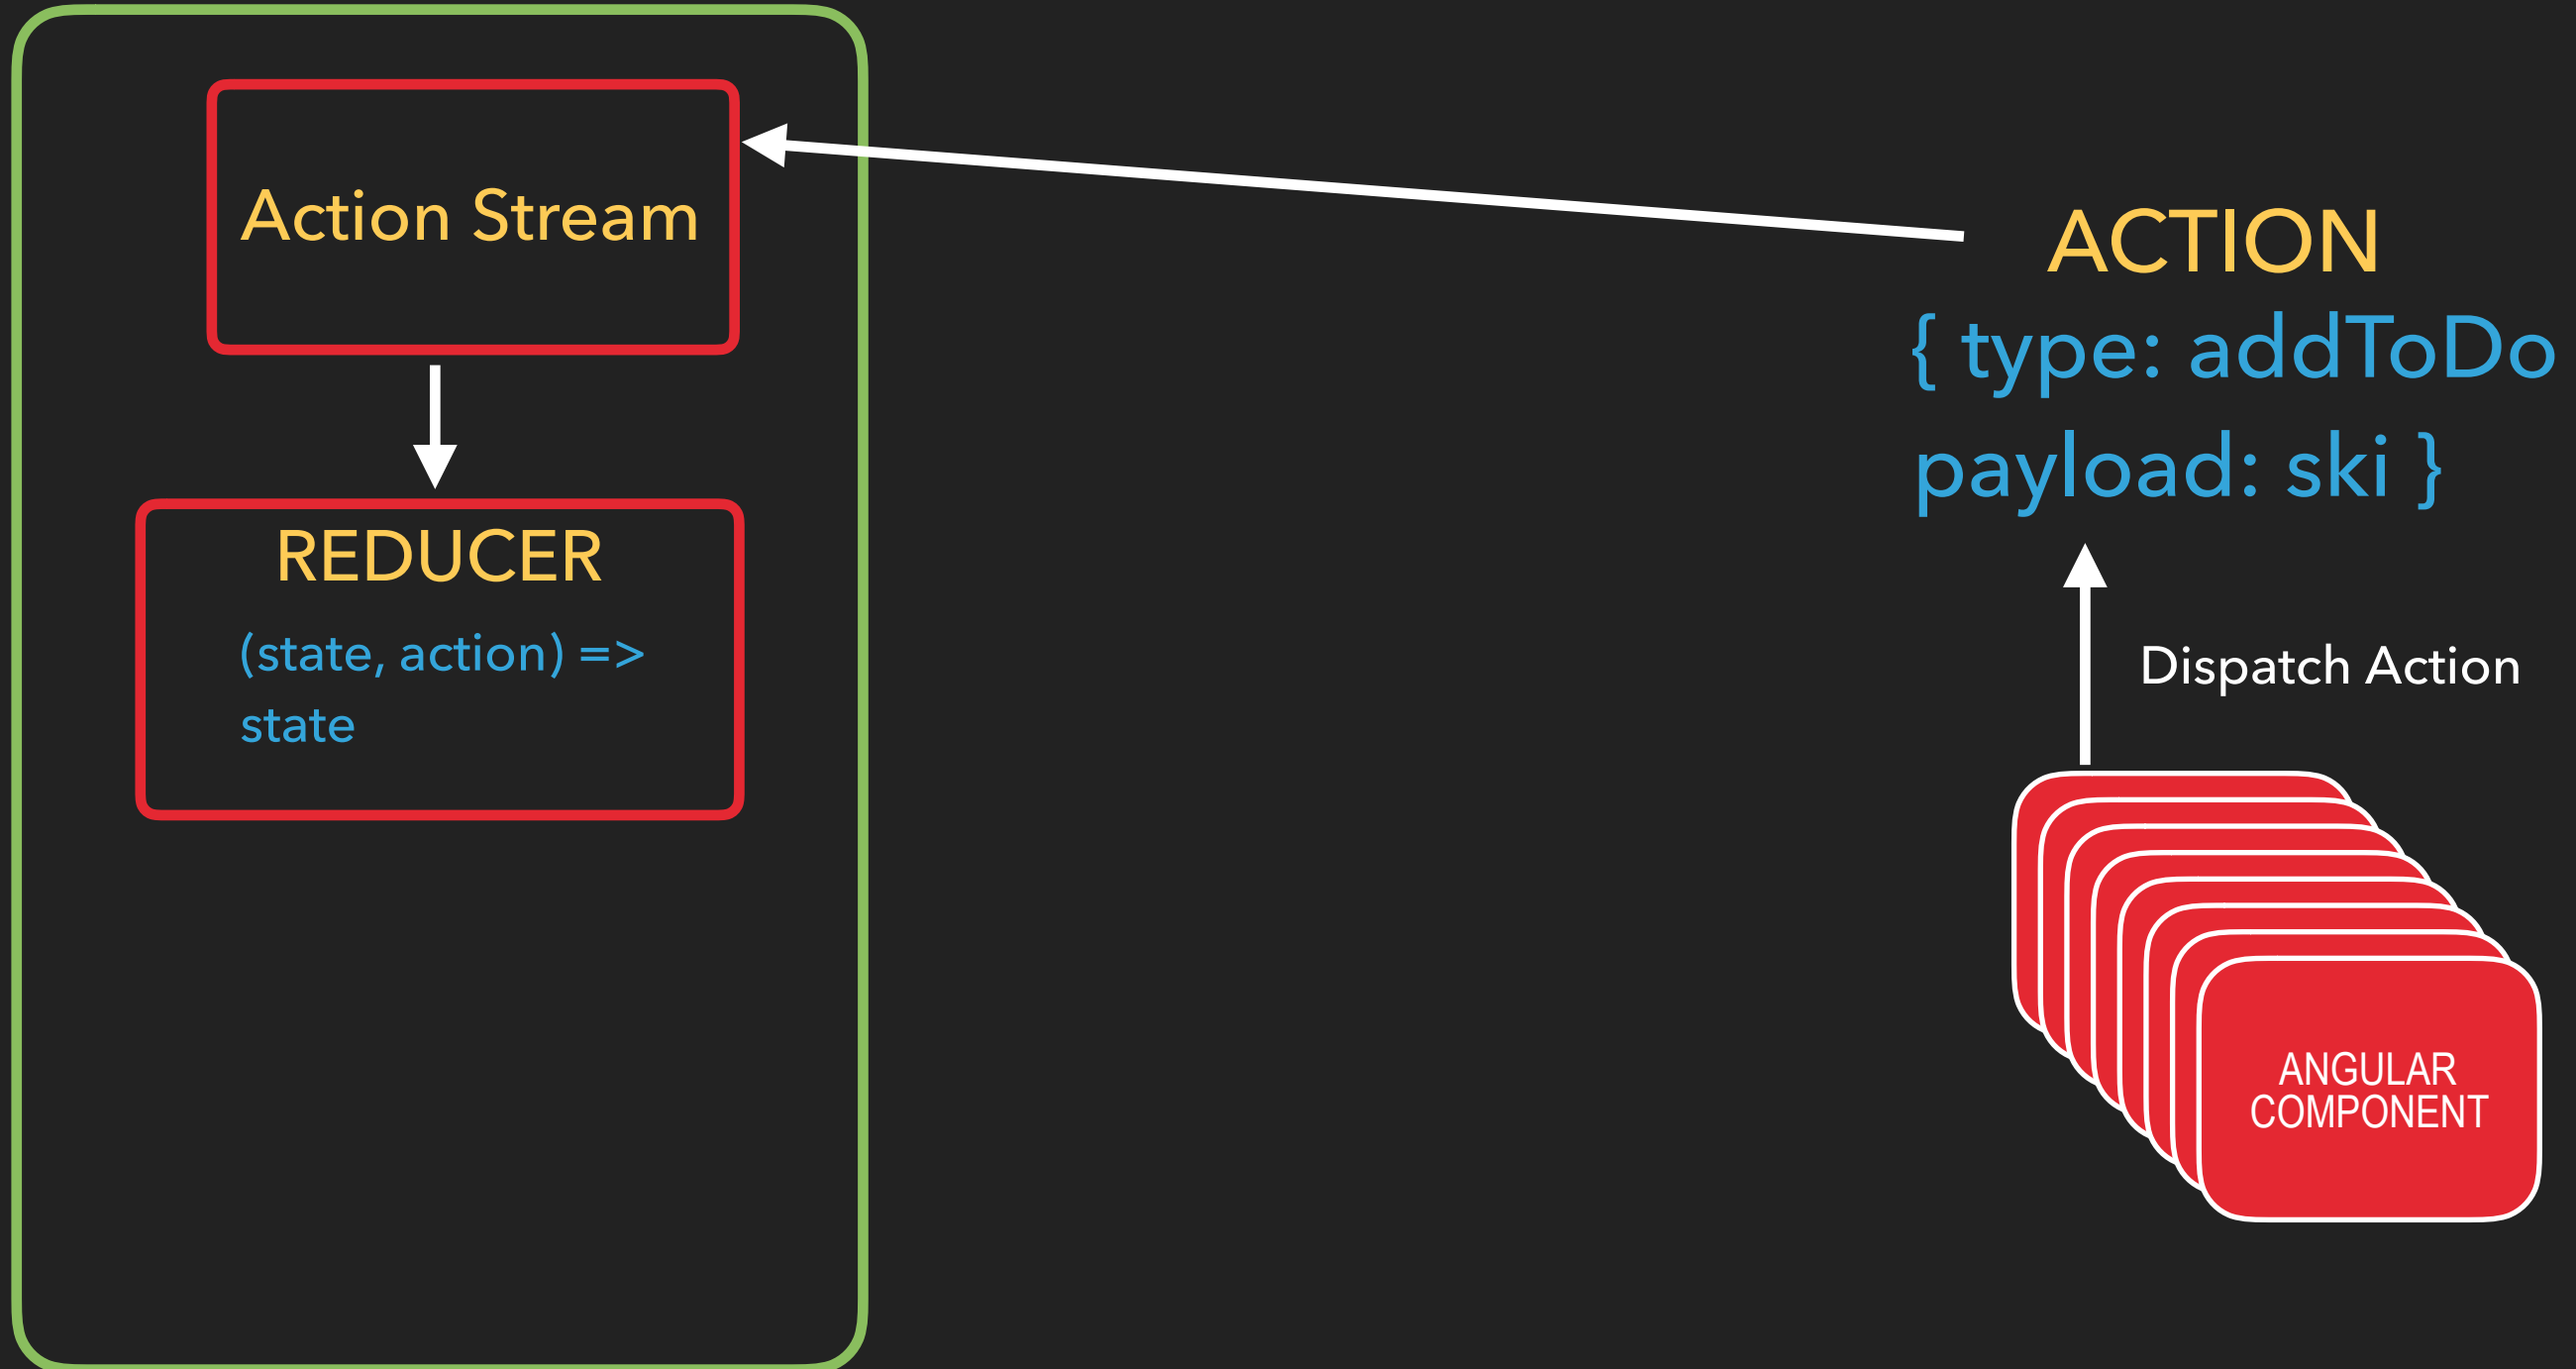 Action Stream
REDUCER
(state, action) =>
state
ACTION
{ type: addToDo
payload: ski }
Dispatch Action
ANGULAR
COMPONENT